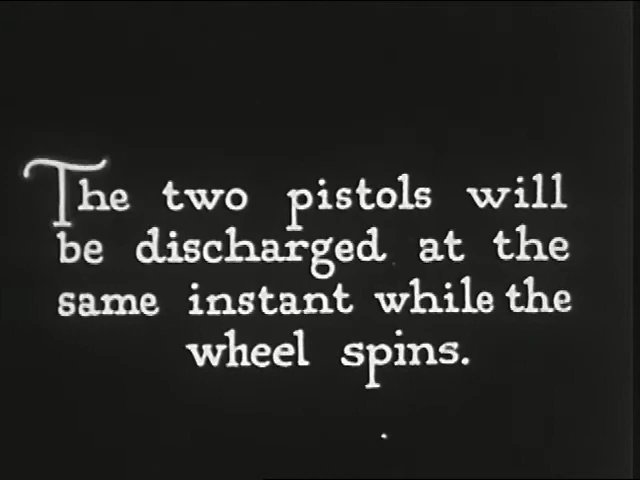 The two pistols will
be discharged at the
same instant while the
wheel spins.